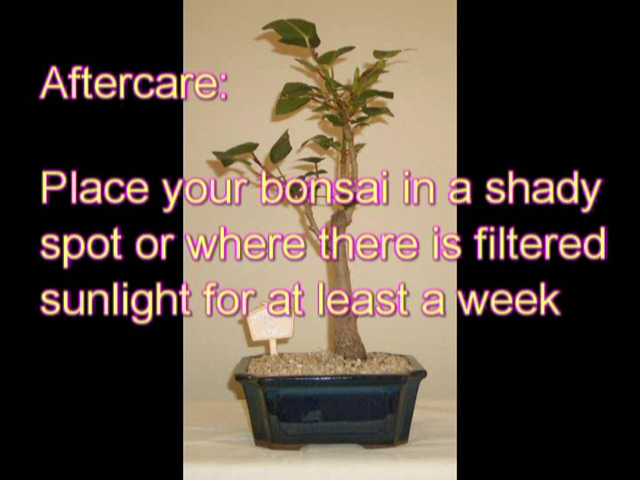 Aftercare:
Place your bonsai in a shady
spot or where there is filtered
sunlight for at least a week